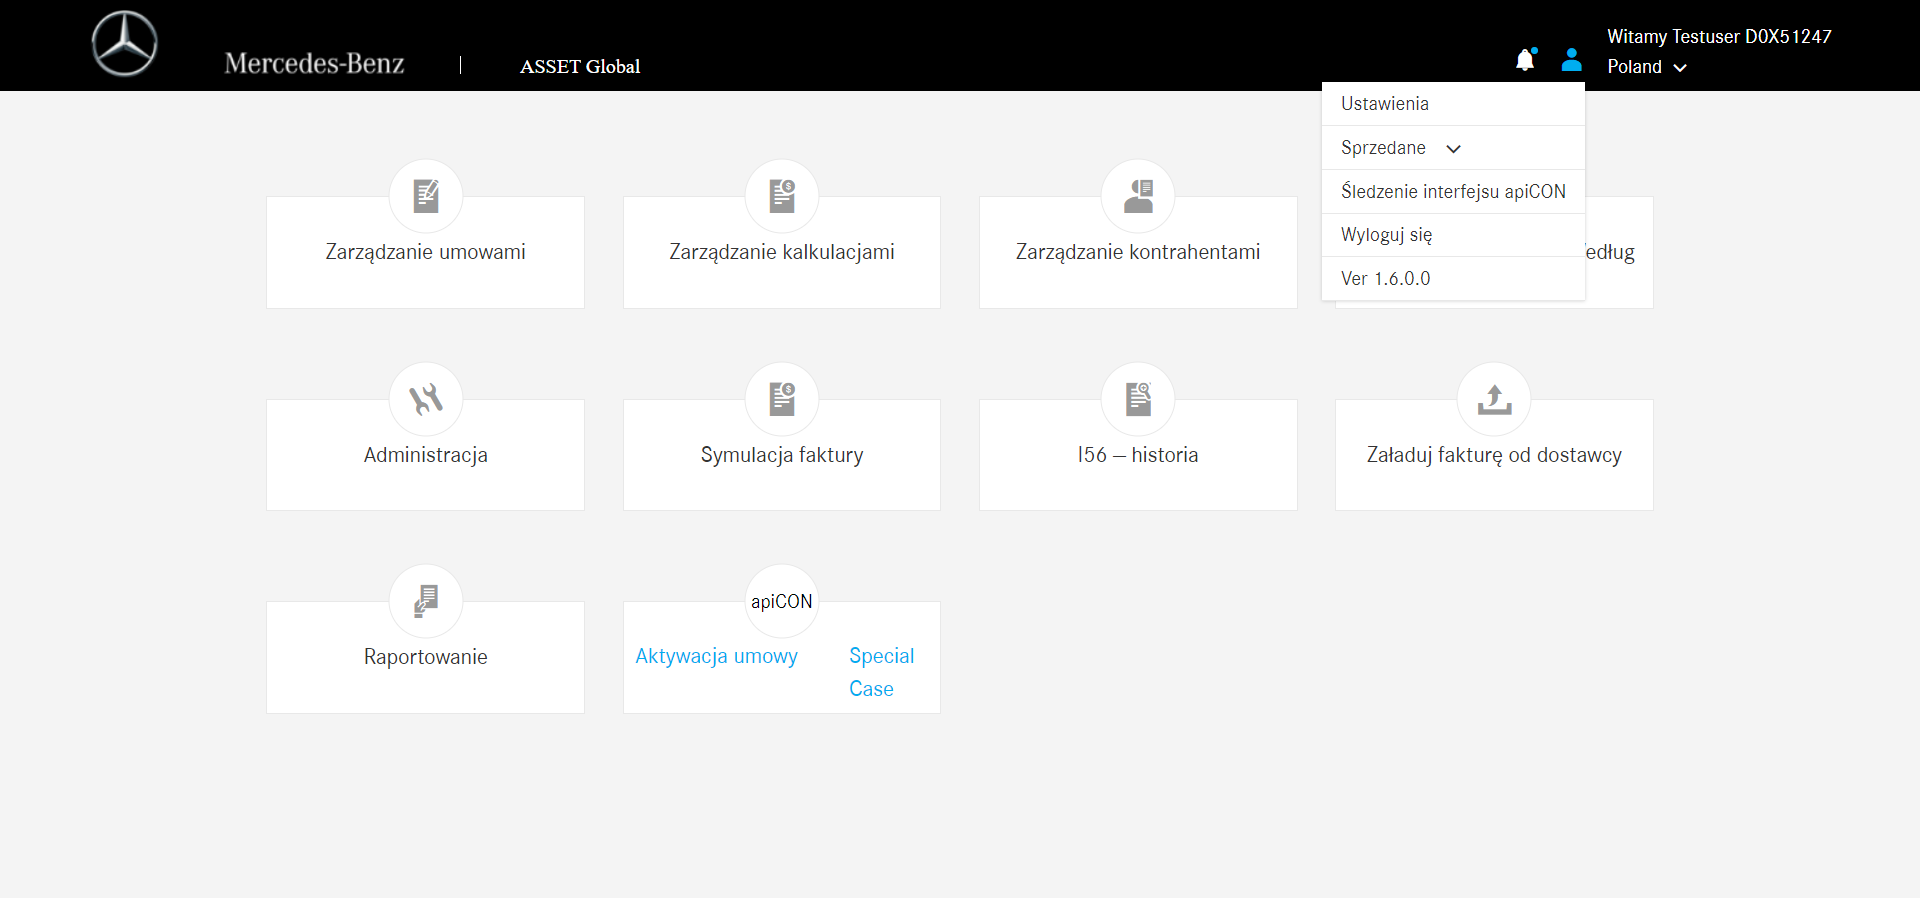 Mercedes-Benz
ASSET Global
Witamy Testuser D0X51247
Poland
Ustawienia
Sprzedane
Śledzenie interfejsu apiCON
Wyloguj się
Ver 1.6.0.0
Zarządzanie umowami
Zarządzanie kalkulacjami
Zarządzanie kontrahentami
Administracja
Symulacja faktury
I56 – historia
Załaduj fakturę od dostawcy
Raportowanie
apiCON
Aktywacja umowy
Special
Case